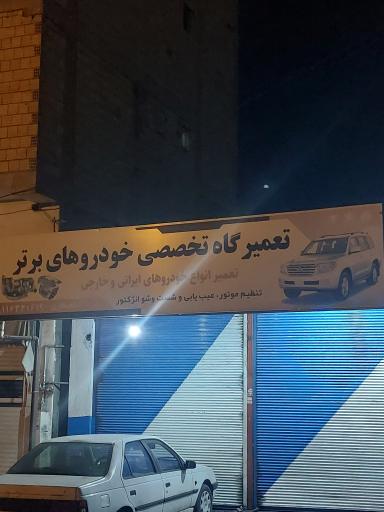 تعمیرگاه تخصصی خودروهای برتر
تعمیر انواع خودروهای ایرانی و خارجی
تنظیم موتور، عیب یابی و شست وشو انژکتور